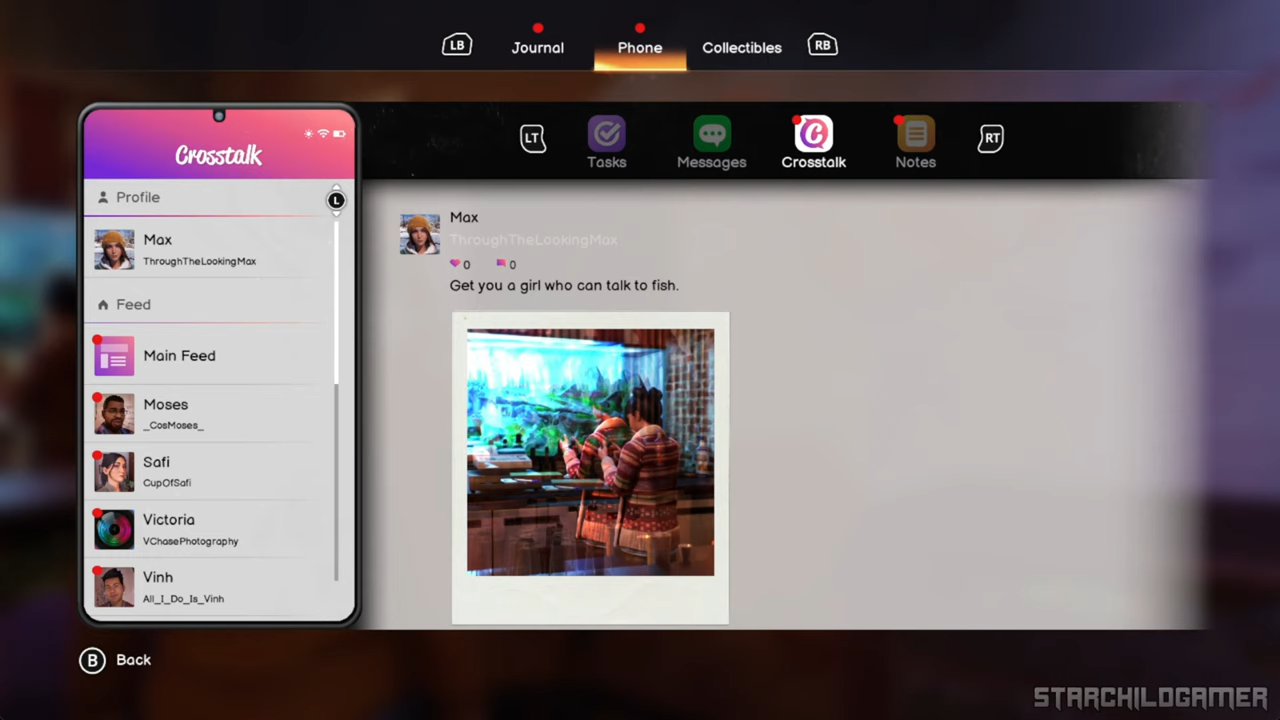 LB
Journal
Phone
Collectibles
RB
Crosstalk
LT
Tasks
Messages
Crosstalk
Notes
RT
Profile
L
Max
ThroughTheLookingMax
Feed
Main Feed
Moses
_CosMoses_
Safi
CupOfSafi
Victoria
VChasePhotography
Vinh
All_I_Do_Is_Vinh
Max
ThroughTheLookingMax
0 0
Get you a girl who can talk to fish.
B Back
STARCHILDGAMER